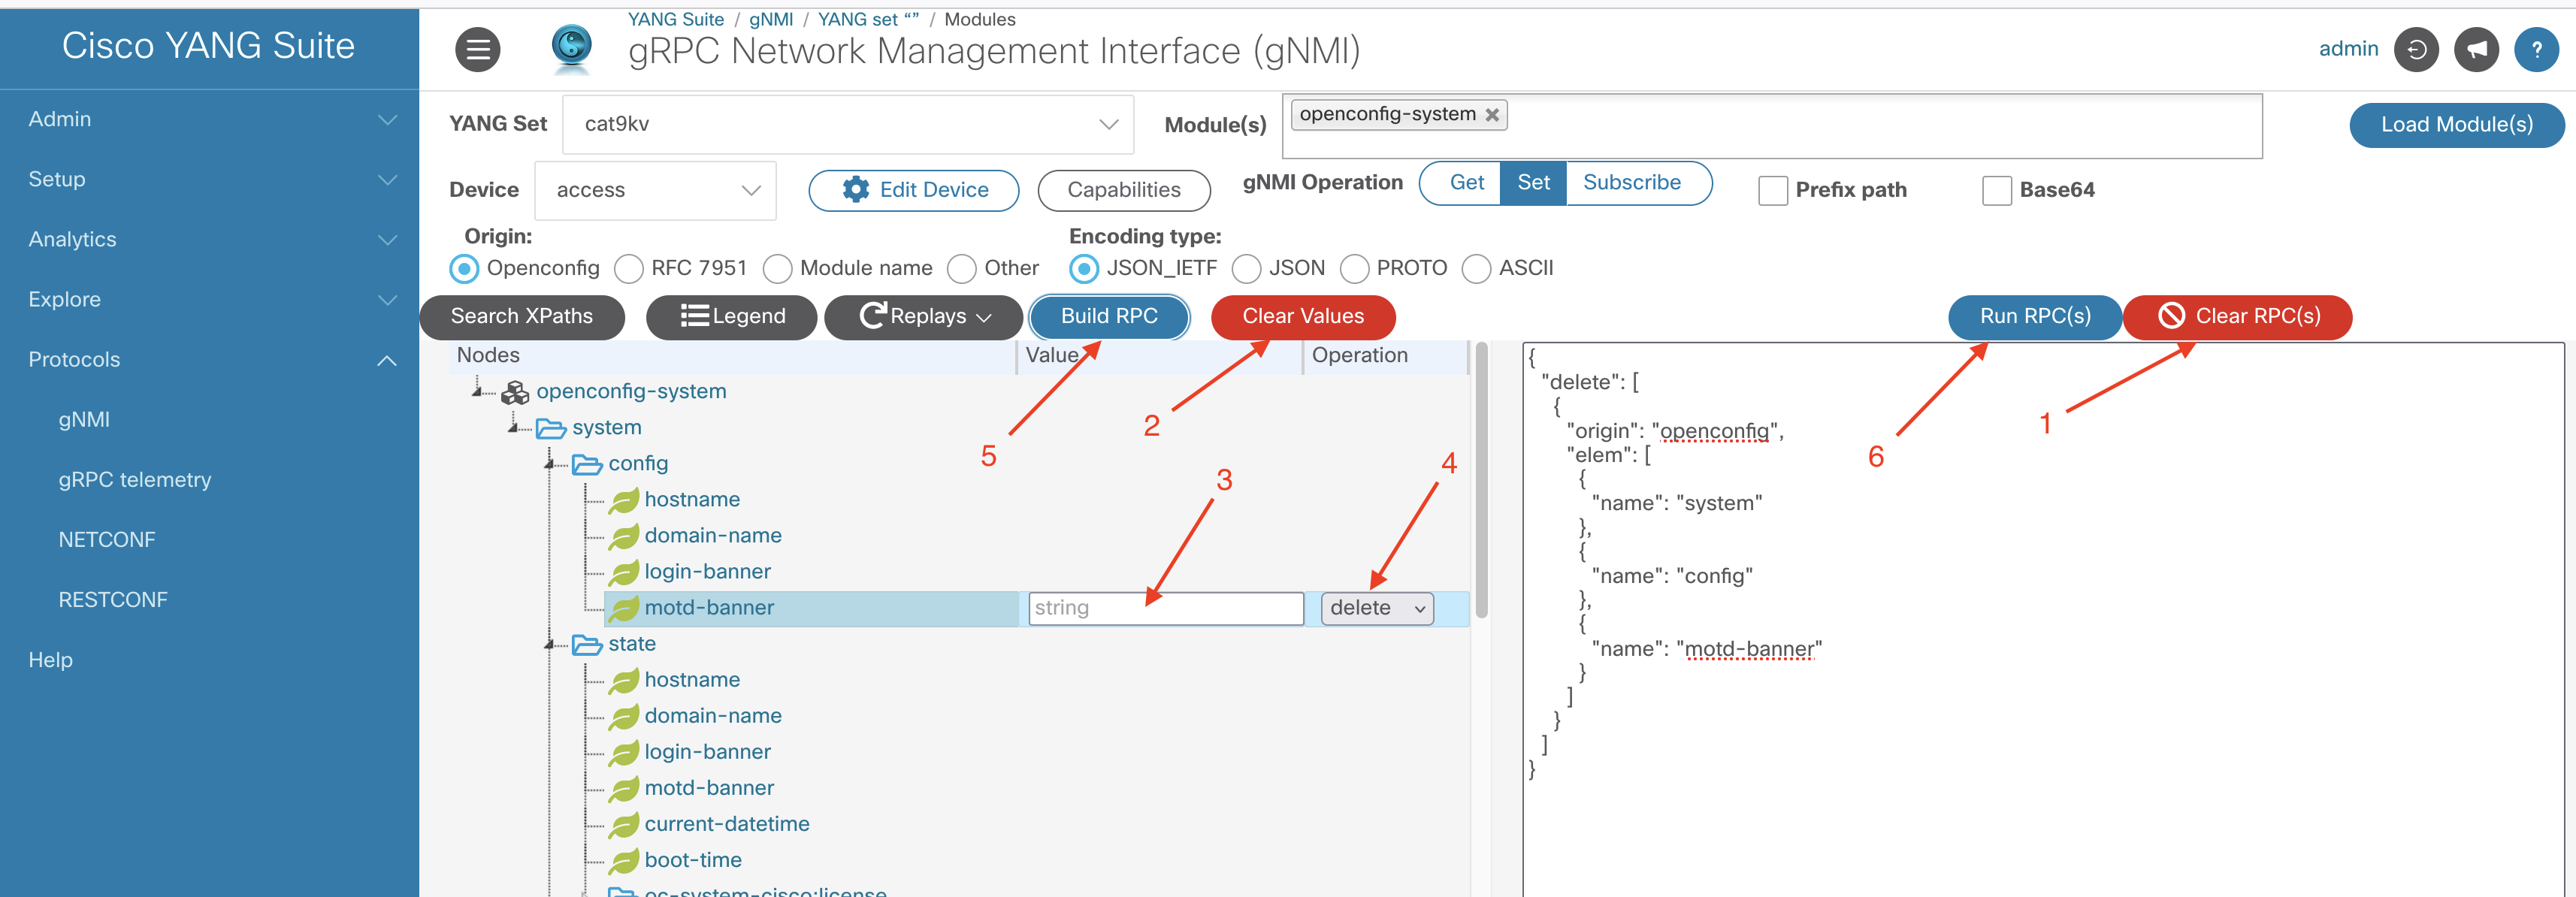 Cisco YANG Suite
YANG Suite / gNMI / YANG set “” / Modules
gRPC Network Management Interface (gNMI)
admin
?
Admin
Setup
Analytics
Explore
Protocols
gNMI
gRPC telemetry
NETCONF
RESTCONF
Help
YANG Set cat9kv Module(s) openconfig-system Load Module(s)
Device access Edit Device Capabilities gNMI Operation Get Set Subscribe Prefix path Base64
Origin: Encoding type:
Openconfig RFC 7951 Module name Other JSON_IETF JSON PROTO ASCII
Search XPaths Legend Replays Build RPC Clear Values Run RPC(s) Clear RPC(s)
Nodes Value Operation
openconfig-system
system
config
hostname
domain-name
login-banner
motd-banner string delete
state
hostname
domain-name
login-banner
motd-banner
current-datetime
boot-time
oc-system-cisco:license
5
2
3
4
6
1
{
"delete": [
{
"origin": "openconfig",
"elem": [
{
"name": "system"
},
{
"name": "config"
},
{
"name": "motd-banner"
}
]
}
]
}